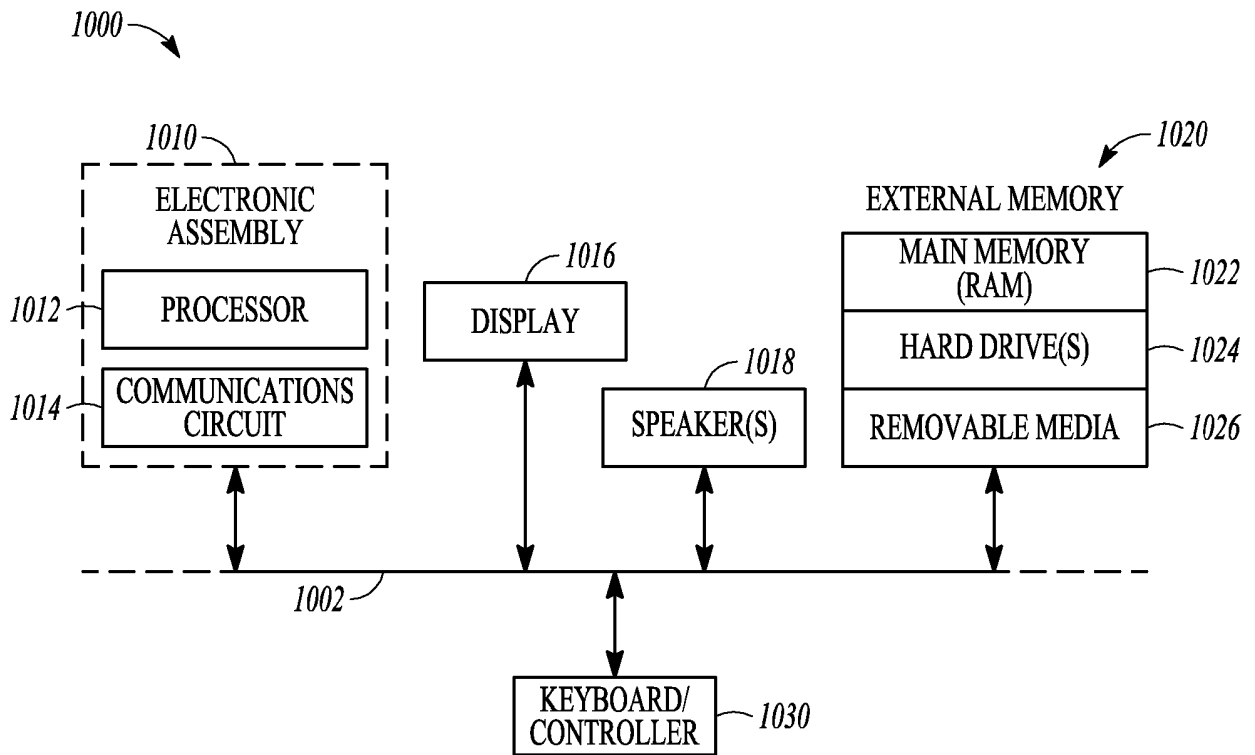 1000
1010
ELECTRONIC
ASSEMBLY
1012
PROCESSOR
1014
COMMUNICATIONS
CIRCUIT
1016
DISPLAY
1018
SPEAKER(S)
1020
EXTERNAL MEMORY
MAIN MEMORY
(RAM)
1022
HARD DRIVE(S)
1024
REMOVABLE MEDIA
1026
1002
KEYBOARD/
CONTROLLER
1030